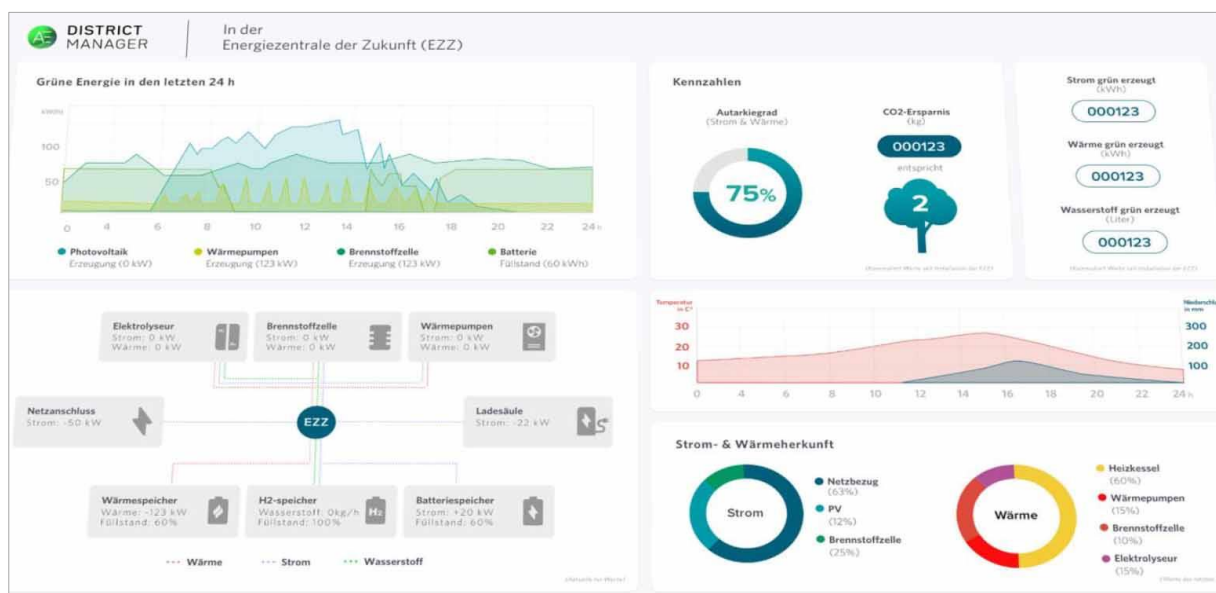 AE
DISTRICT
MANAGER
In der
Energiezentrale der Zukunft (EZZ)
Grüne Energie in den letzten 24 h
100
50
0 4 6 8 10 12 14 16 18 20 22 24 h
Photovoltaik
Erzeugung (0 kW)
Wärmepumpen
Erzeugung (123 kW)
Brennstoffzelle
Erzeugung (123 kW)
Batterie
Füllstand (60 kWh)
Kennzahlen
Autarkiegrad
(Strom & Wärme)
75%
CO2-Ersparnis
(kg)
000123
entspricht
2
Strom grün erzeugt
(kWh)
000123
Wärme grün erzeugt
(kWh)
000123
Wasserstoff grün erzeugt
(Liter)
000123
Elektrolyseur
Strom: 0 kW
Wärme: 0 kW
Brennstoffzelle
Strom: 0 kW
Wärme: 0 kW
Wärmepumpen
Strom: 0 kW
Wärme: 0 kW
Netzanschluss
Strom: -50 kW
EZZ
Ladesäule
Strom: -22 kW
Wärmespeicher
Wärme: -123 kW
Füllstand: 60%
H2-speicher
Wasserstoff: 0kg/h
Füllstand: 100%
H2
Batteriespeicher
Strom: +20 kW
Füllstand: 60%
Wärme
Strom
Wasserstoff
Temperatur
in C°
30
20
10
Niederschla
in mm
300
200
100
0 4 6 8 10 12 14 16 18 20 22 24 h
Strom- & Wärmeherkunft
Strom
Netzbezug
(63%)
PV
(12%)
Brennstoffzelle
(25%)
Wärme
Heizkessel
(60%)
Wärmepumpen
(15%)
Brennstoffzelle
(10%)
Elektrolyseur
(15%)